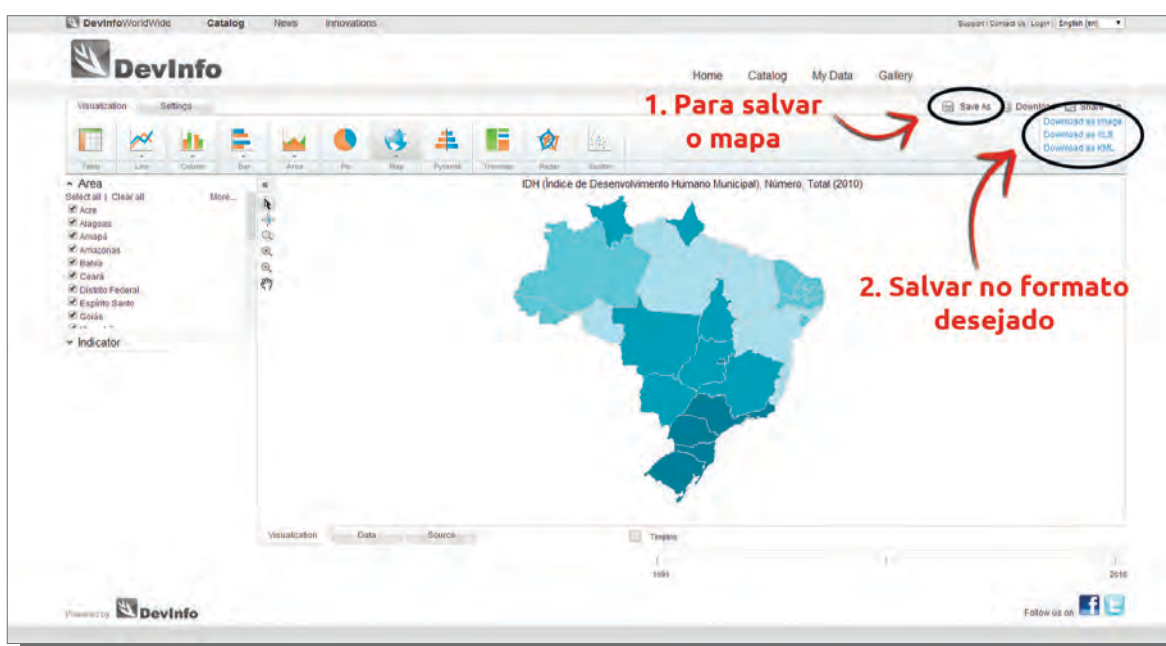 DevInfoWorldWide Catalog News Innovations
Support | Contact Us | Login | English [en]
DevInfo
Home Catalog My Data Gallery
1. Para salvar
o mapa
Visualization Settings
Save As Download Share
Download as Image
Download as XLS
Download as KML
Table Line Column Bar Area Pie Map Pyramid Treemap Radar Scatter
Area
Select all | Clear all More...
Acre
Alagoas
Amapá
Amazonas
Bahia
Ceará
Distrito Federal
Espírito Santo
Goiás
Indicator
IDH (Índice de Desenvolvimento Humano Municipal), Número, Total (2010)
2. Salvar no formato
desejado
Visualization Data Source
Timeline
1991 2010
Powered by DevInfo
Follow us on